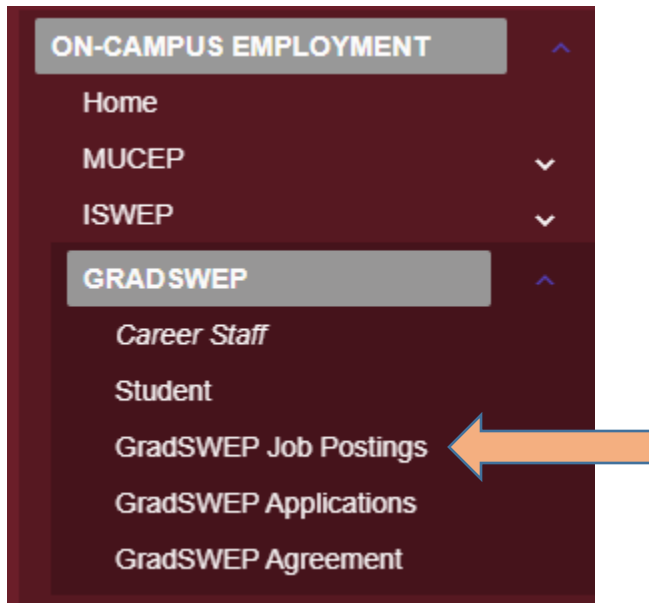 ON-CAMPUS EMPLOYMENT
Home
MUCEP
ISWEP
GRADSWEP
Career Staff
Student
GradSWEP Job Postings
GradSWEP Applications
GradSWEP Agreement